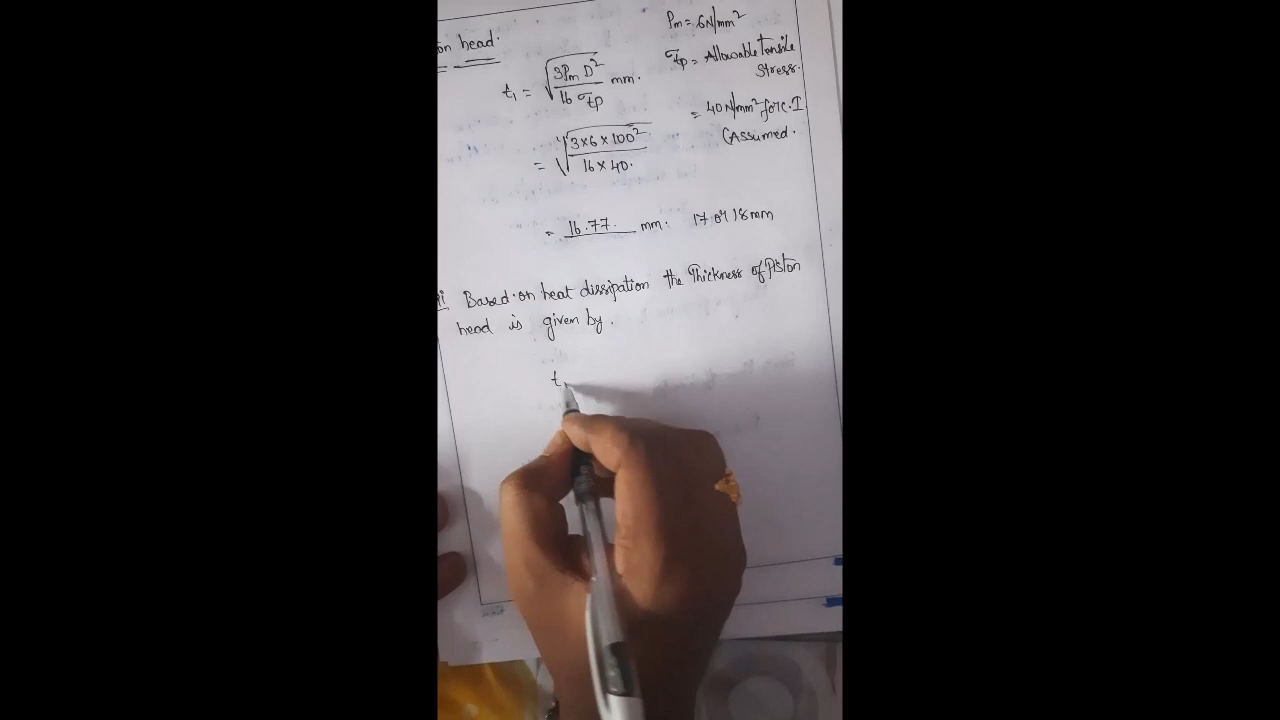 on head.
Pm = 6N/mm²
t₁ = √(3Pm D² / 16 σtp) mm.
σtp = Allowable Tensile
Stress.
= 40 N/mm² for C.I
(Assumed.
= √(3×6×100² / 16×40.)
= 16.77. mm. 17 or 18mm
ii Based on heat dissipation the Thickness of Piston
head is given by.
t